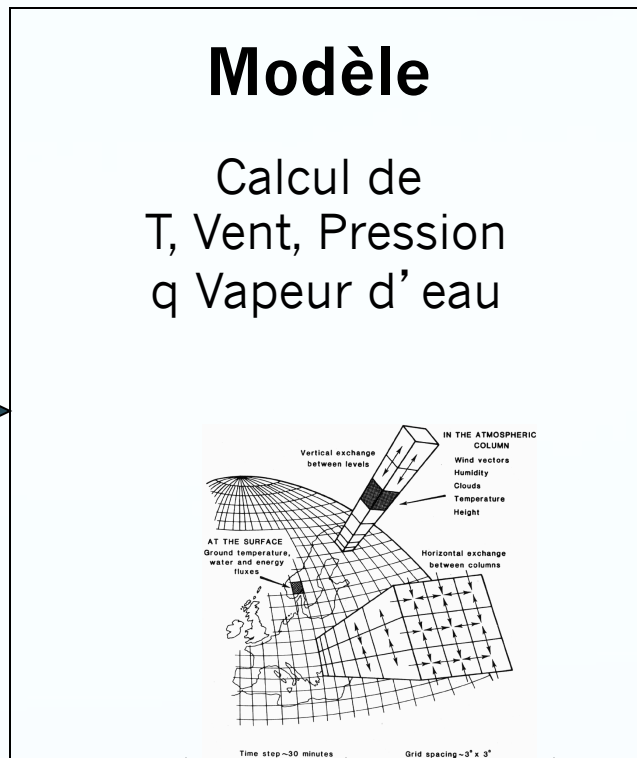 Modèle
Calcul de
T, Vent, Pression
q Vapeur d’ eau
IN THE ATMOSPHERIC
COLUMN
Wind vectors
Humidity
Clouds
Temperature
Height
Vertical exchange
between levels
AT THE SURFACE
Ground temperature,
water and energy
fluxes
Horizontal exchange
between columns
Time step ~30 minutes
Grid spacing ~3° x 3°